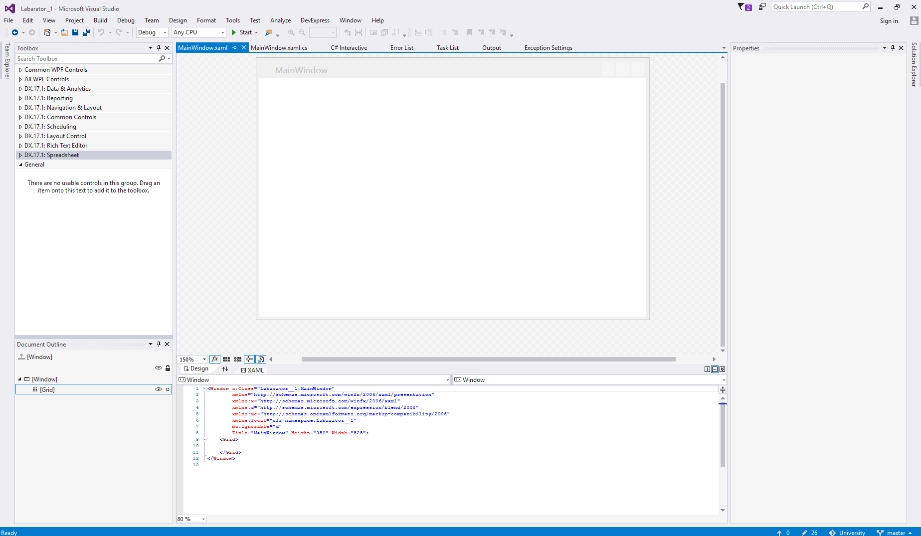 Labarator_1 - Microsoft Visual Studio
2
Quick Launch (Ctrl+Q)
File Edit View Project Build Debug Team Design Format Tools Test Analyze DevExpress Window Help
Sign in
Debug Any CPU Start
Team Explorer
Toolbox
Search Toolbox
Common WPF Controls
All WPF Controls
DX.17.1: Data & Analytics
DX.17.1: Reporting
DX.17.1: Navigation & Layout
DX.17.1: Common Controls
DX.17.1: Scheduling
DX.17.1: Layout Control
DX.17.1: Rich Text Editor
DX.17.1: Spreadsheet
General
There are no usable controls in this group. Drag an
item onto this text to add it to the toolbox.
Document Outline
[Window]
[Window]
[Grid]
MainWindow.xaml MainWindow.xaml.cs C# Interactive Error List Task List Output Exception Settings
MainWindow
150% fx
Design XAML
Window Window
1 <Window x:Class="Labarator__1.MainWindow"
2 xmlns="http://schemas.microsoft.com/winfx/2006/xaml/presentation"
3 xmlns:x="http://schemas.microsoft.com/winfx/2006/xaml"
4 xmlns:d="http://schemas.microsoft.com/expression/blend/2008"
5 xmlns:mc="http://schemas.openxmlformats.org/markup-compatibility/2006"
6 xmlns:local="clr-namespace:Labarator__1"
7 mc:Ignorable="d"
8 Title="MainWindow" Height="350" Width="525">
9 <Grid>
10
11 </Grid>
12 </Window>
13
80 %
Properties
Solution Explorer
Ready
0 26 University master